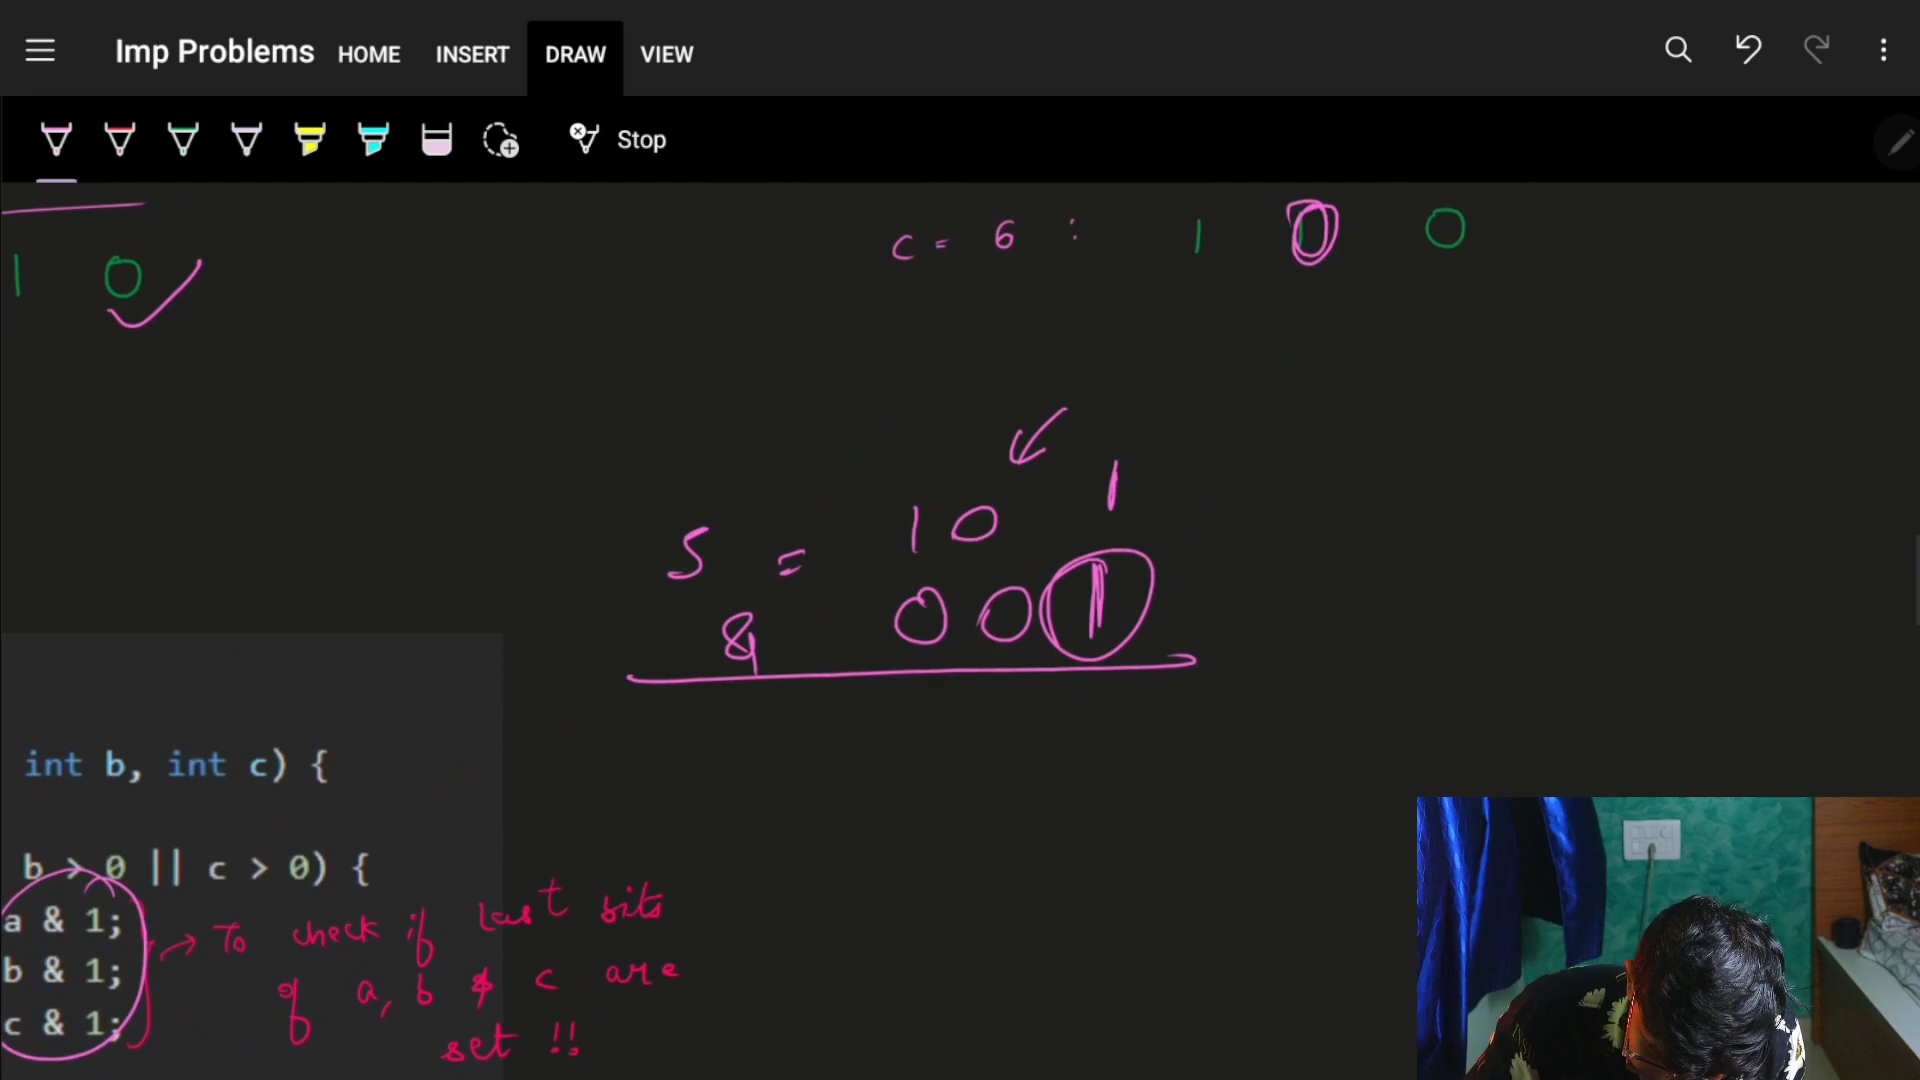 Imp Problems HOME INSERT DRAW VIEW
Stop
c = 6 : 1 0 0
1 0
5 = 1 0 1
& 0 0 1
int b, int c) {
b > 0 || c > 0) {
a & 1;
b & 1;
c & 1;
→ To check if last bits
of a, b & c are
set !!